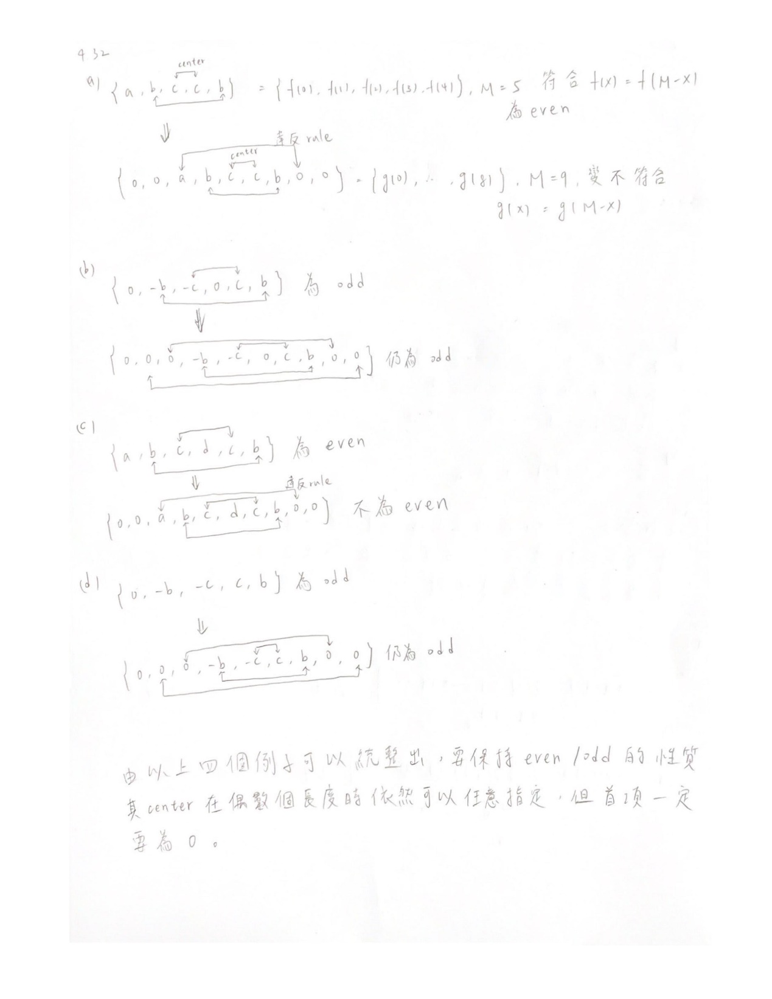 4.32
center
a) { a, b, c, c, b } = { f(0), f(1), f(2), f(3), f(4) }, M = 5 符合 f(x) = f(M-x)
為 even
⇓
違反 rule
center
{ 0, 0, a, b, c, c, b, 0, 0 } = { g(0), ‥ , g(8) }, M = 9, 變不符合
g(x) = g(M-x)
(b)
{ 0, -b, -c, 0, c, b } 為 odd
⇓
{ 0, 0, 0, -b, -c, 0, c, b, 0, 0 } 仍為 odd
(c)
{ a, b, c, d, c, b } 為 even
⇓ 違反 rule
{ 0, 0, a, b, c, d, c, b, 0, 0 } 不為 even
(d) { 0, -b, -c, c, b } 為 odd
⇓
{ 0, 0, 0, -b, -c, c, b, 0, 0 } 仍為 odd
由以上四個例子可以統整出，要保持 even / odd 的性質
其 center 在偶數個長度時依然可以任意指定，但首項一定
要為 0 。